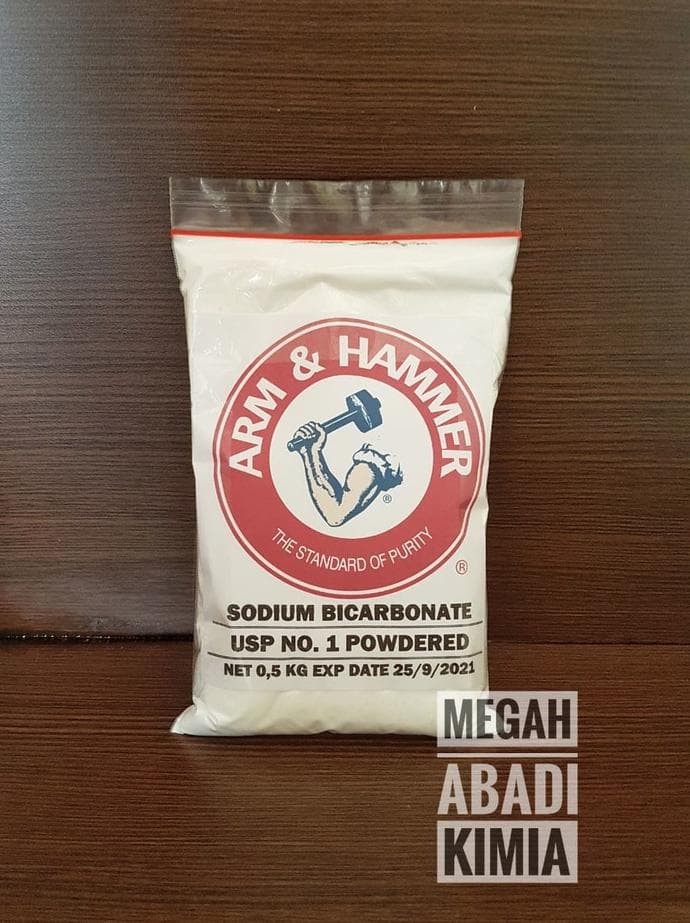 ARM & HAMMER
®
THE STANDARD OF PURITY
®
SODIUM BICARBONATE
USP NO. 1 POWDERED
NET 0,5 KG EXP DATE 25/9/2021
MEGAH
ABADI
KIMIA